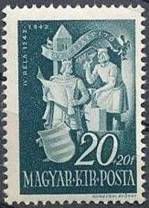 IV. BÉLA 1242-1942
20+20f
MAGYAR·KIR·POSTA